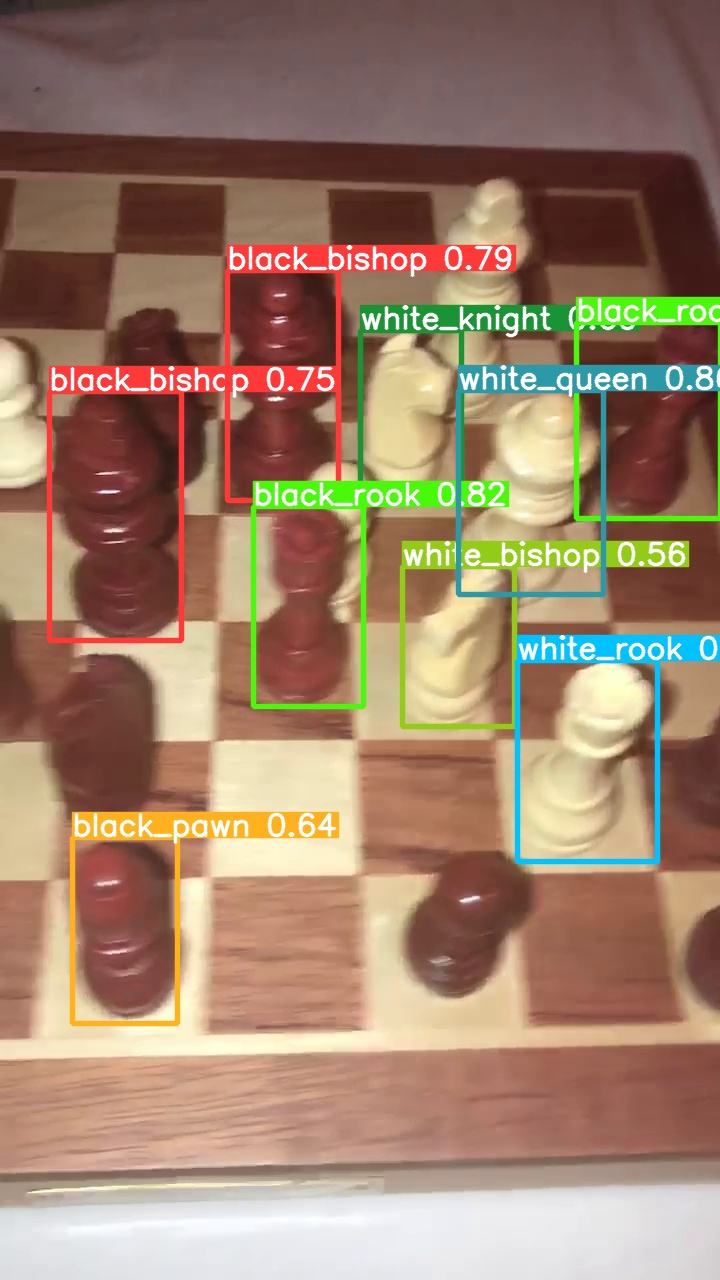 black_bishop 0.79
white_knight
black_roo
black_bishop 0.75
white_queen 0.8
black_rook 0.82
white_bishop 0.56
white_rook 0
black_pawn 0.64